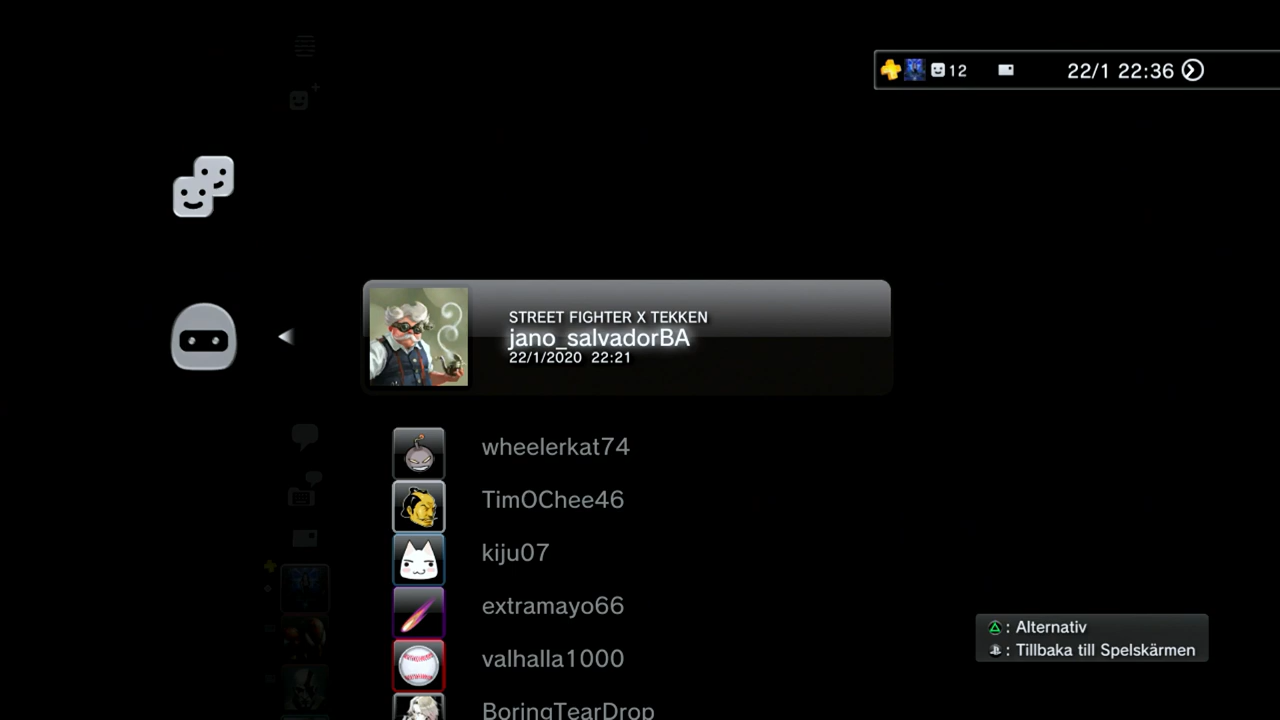 12
22/1 22:36
STREET FIGHTER X TEKKEN
jano_salvadorBA
22/1/2020 22:21
wheelerkat74
TimOChee46
kiju07
extramayo66
valhalla1000
BoringTearDrop
: Alternativ
: Tillbaka till Spelskärmen